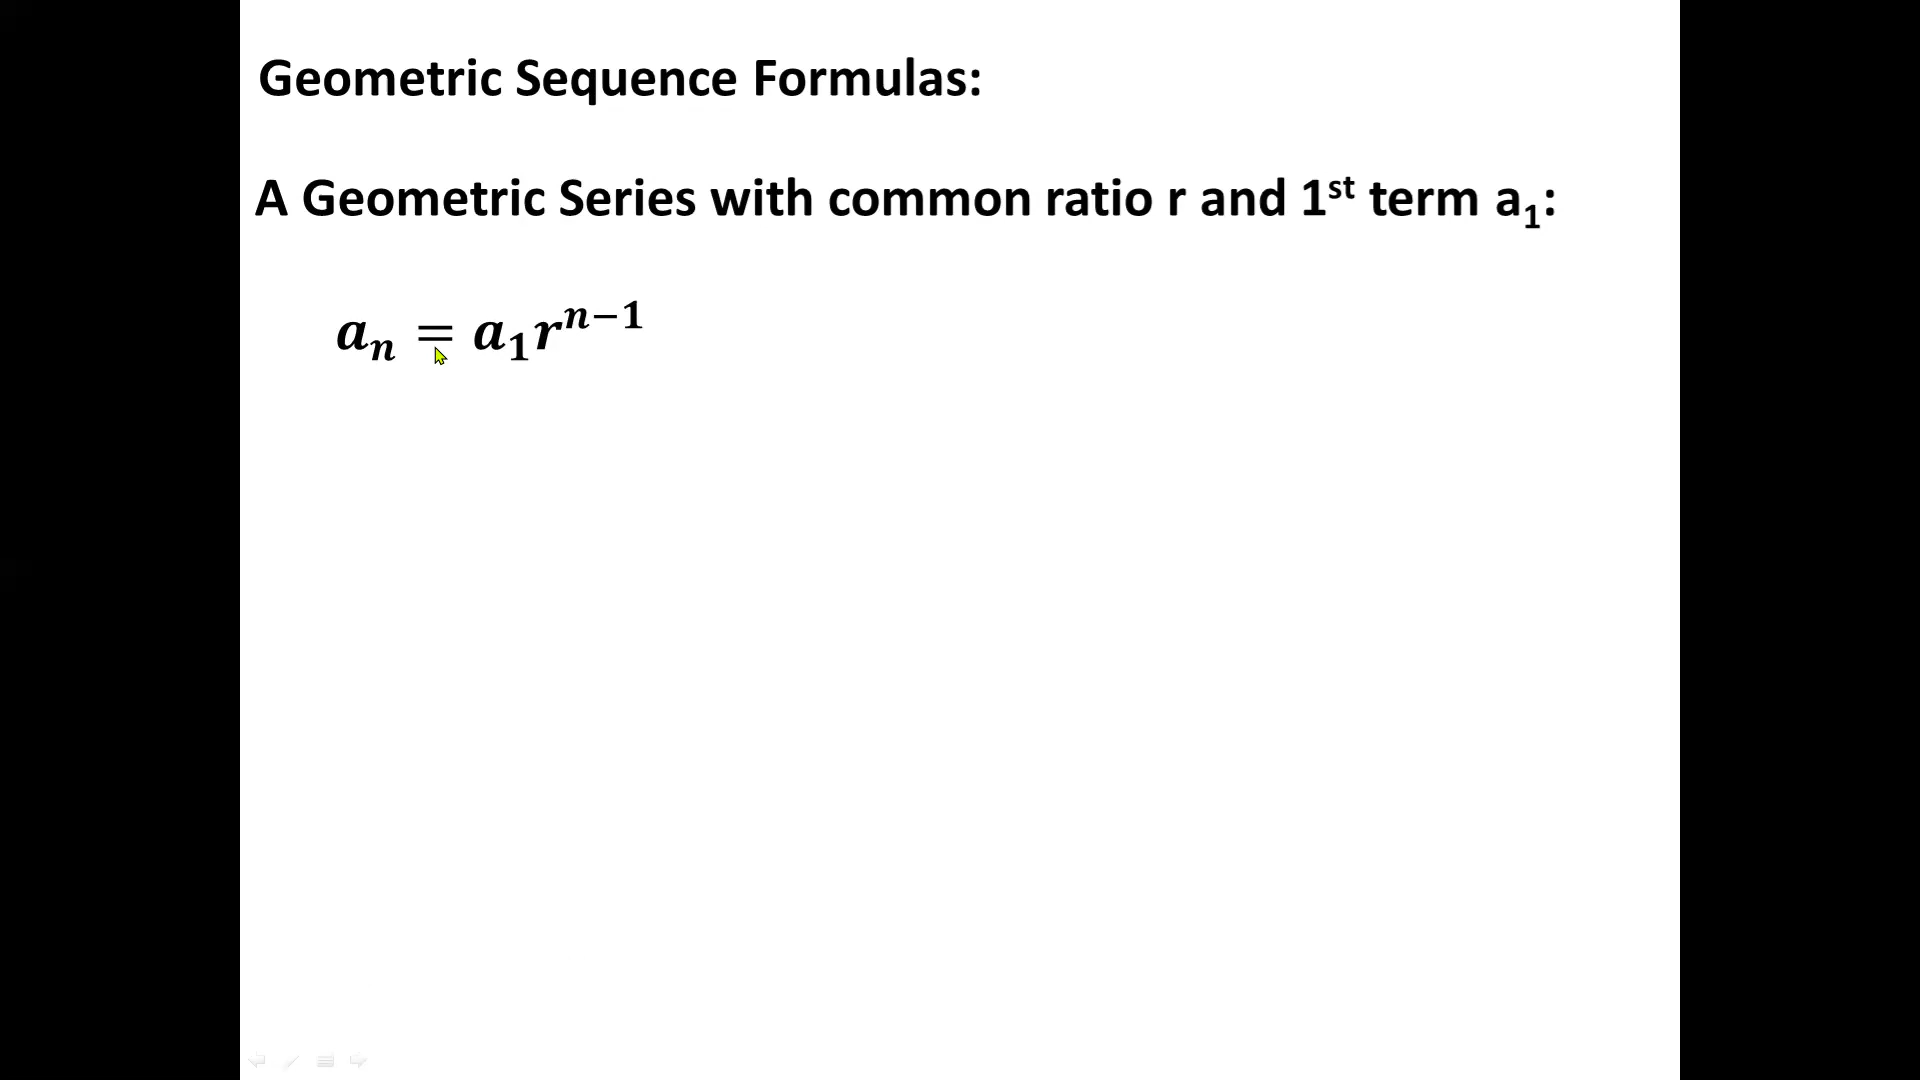 Geometric Sequence Formulas:
A Geometric Series with common ratio r and 1st term a₁:
aₙ = a₁rⁿ⁻¹